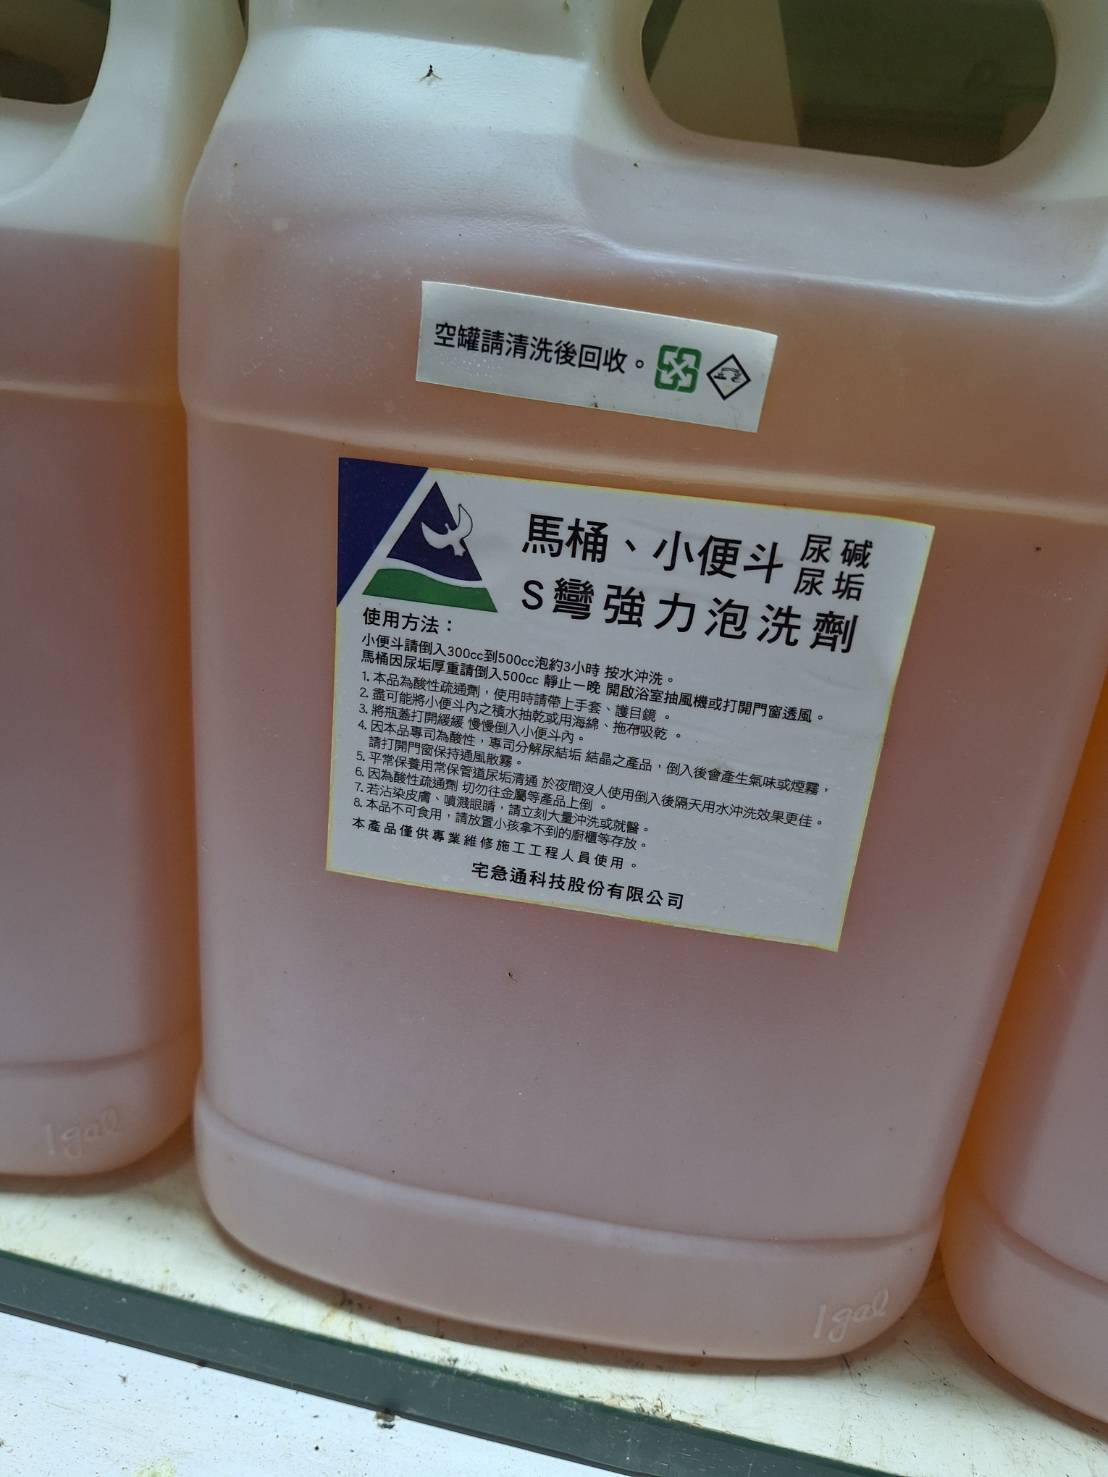 空罐請清洗後回收。
馬桶、小便斗 尿碱
尿垢
S彎強力泡洗劑
使用方法：
小便斗請倒入300cc到500cc泡約3小時 按水沖洗。
馬桶因尿垢厚重請倒入500cc 靜止一晚 開啟浴室抽風機或打開門窗透風。
1. 本品為酸性疏通劑，使用時請帶上手套、護目鏡 。
2. 盡可能將小便斗內之積水抽乾或用海綿、拖布吸乾 。
3. 將瓶蓋打開緩緩 慢慢倒入小便斗內。
4. 因本品專司為酸性，專司分解尿結垢 結晶之產品，倒入後會產生氣味或煙霧，
請打開門窗保持通風散霧。
5. 平常保養用常保管道尿垢清通 於夜間沒人使用倒入後隔天用水沖洗效果更佳。
6. 因為酸性疏通劑 切勿往金屬等產品上倒 。
7. 若沾染皮膚、噴濺眼睛，請立刻大量沖洗或就醫。
8. 本品不可食用，請放置小孩拿不到的廚櫃等存放。
本產品僅供專業維修施工工程人員使用。
宅急通科技股份有限公司
1gal
1gal